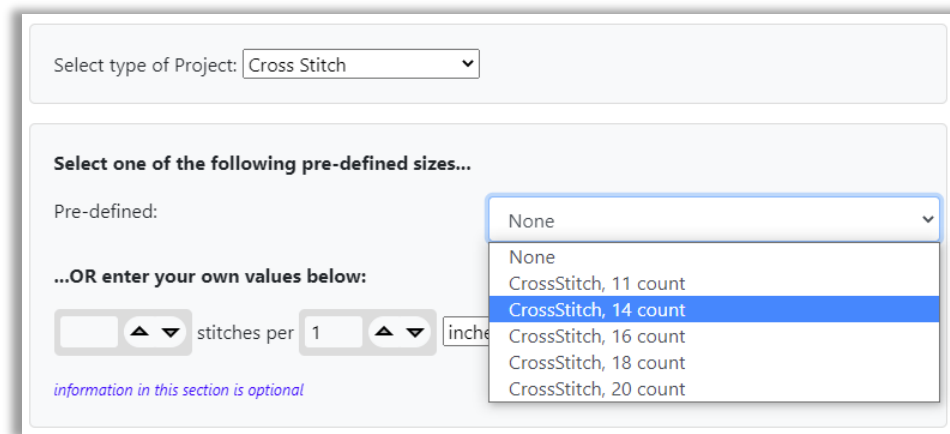 Select type of Project: Cross Stitch
Select one of the following pre-defined sizes...
Pre-defined:
None
None
CrossStitch, 11 count
CrossStitch, 14 count
CrossStitch, 16 count
CrossStitch, 18 count
CrossStitch, 20 count
...OR enter your own values below:
stitches per 1 inche
information in this section is optional